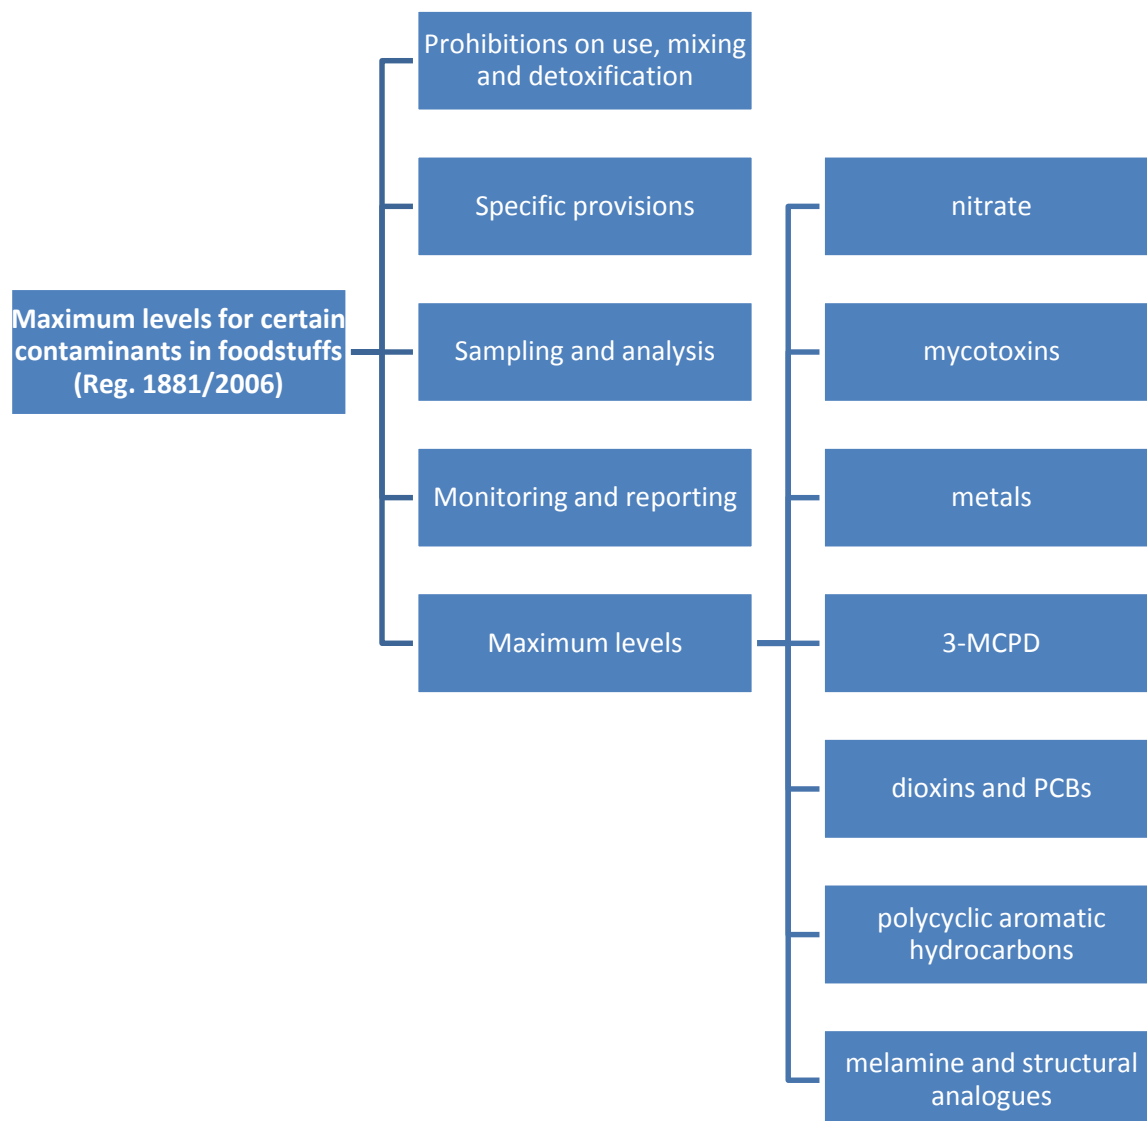 Maximum levels for certain
contaminants in foodstuffs
(Reg. 1881/2006)
Prohibitions on use, mixing
and detoxification
Specific provisions
Sampling and analysis
Monitoring and reporting
Maximum levels
nitrate
mycotoxins
metals
3-MCPD
dioxins and PCBs
polycyclic aromatic
hydrocarbons
melamine and structural
analogues